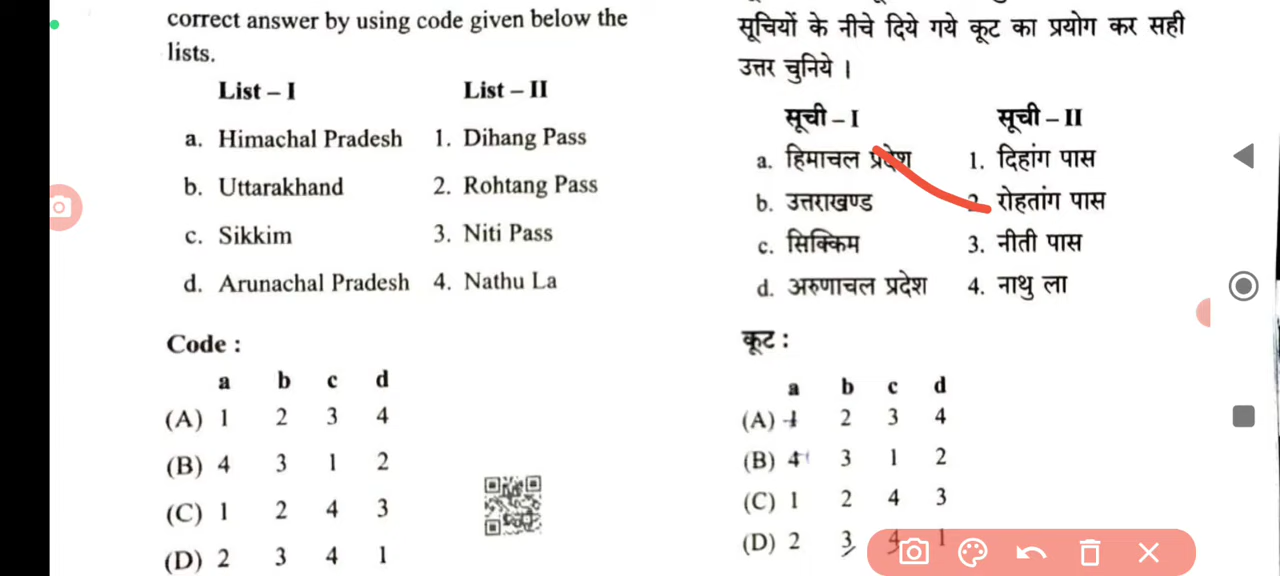 correct answer by using code given below the
lists.
List – I List – II
a. Himachal Pradesh 1. Dihang Pass
b. Uttarakhand 2. Rohtang Pass
c. Sikkim 3. Niti Pass
d. Arunachal Pradesh 4. Nathu La
Code :
a b c d
(A) 1 2 3 4
(B) 4 3 1 2
(C) 1 2 4 3
(D) 2 3 4 1
सूचियों के नीचे दिये गये कूट का प्रयोग कर सही
उत्तर चुनिये ।
सूची – I सूची – II
a. हिमाचल प्रदेश 1. दिहांग पास
b. उत्तराखण्ड 2. रोहतांग पास
c. सिक्किम 3. नीती पास
d. अरुणाचल प्रदेश 4. नाथु ला
कूट :
a b c d
(A) 1 2 3 4
(B) 4 3 1 2
(C) 1 2 4 3
(D) 2 3 4 1